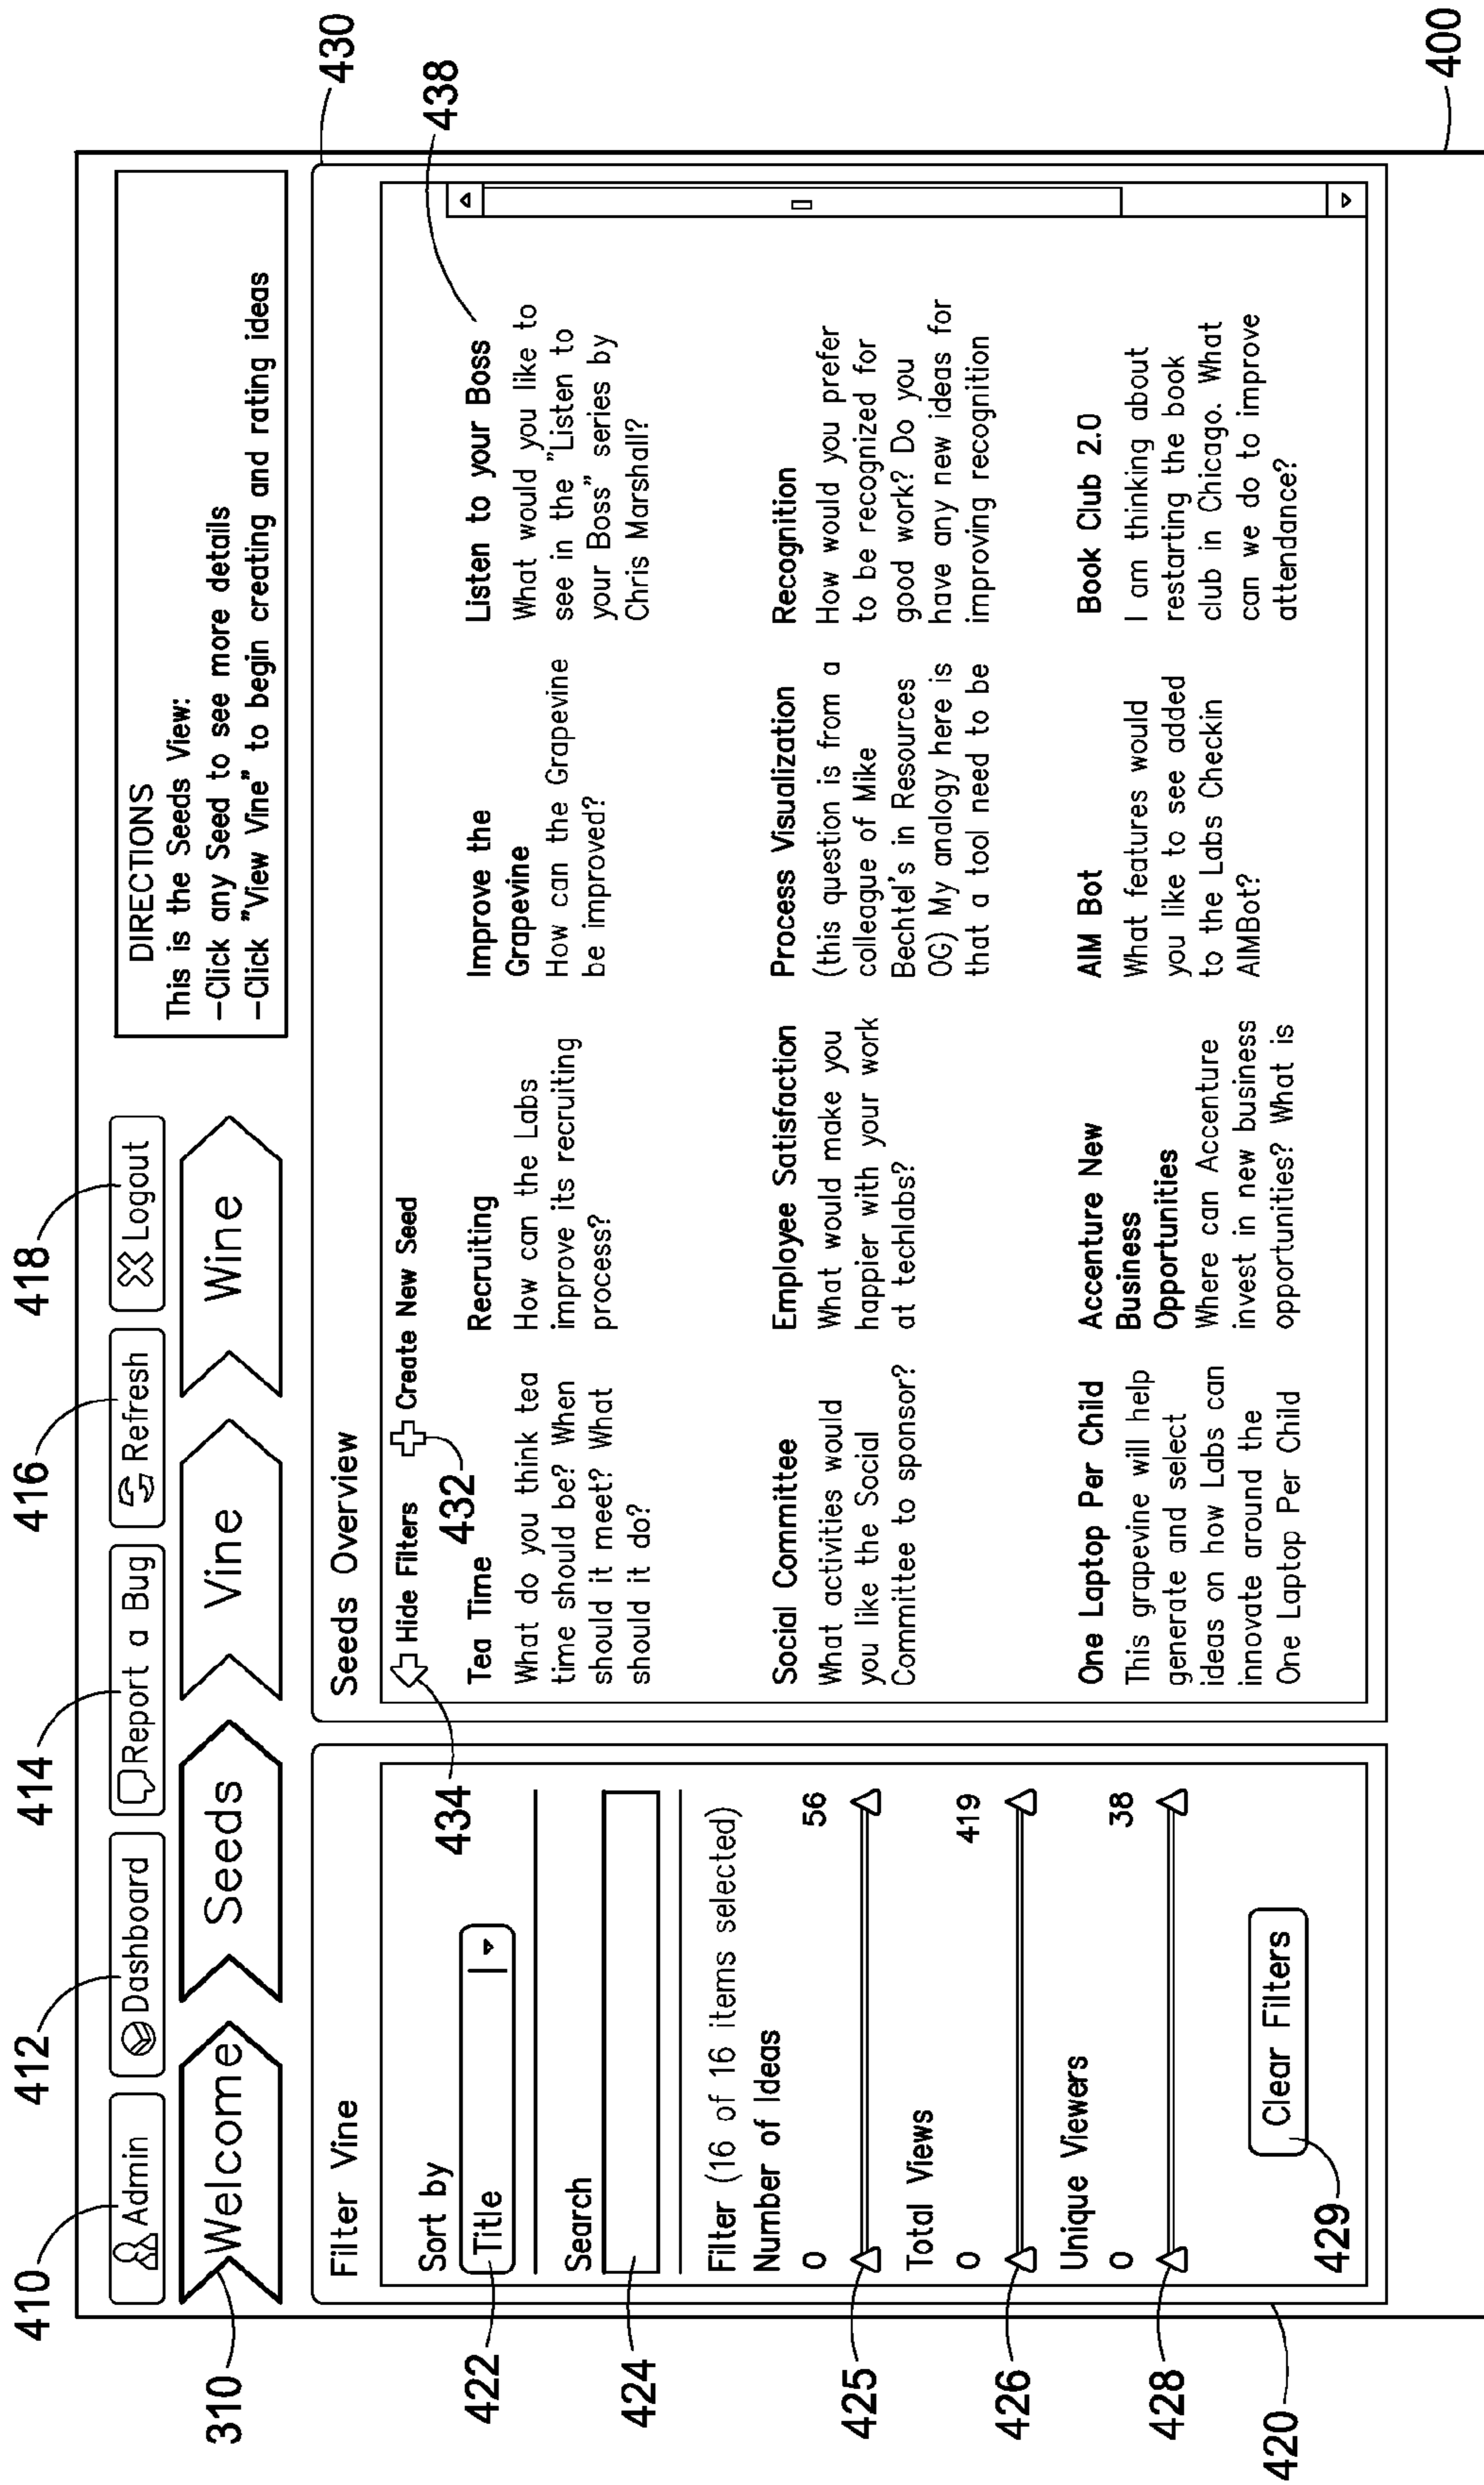 410
412
414
416
418
Admin
Dashboard
Report a Bug
Refresh
Logout
310
Welcome
Seeds
Vine
Wine
DIRECTIONS
This is the Seeds View:
–Click any Seed to see more details
–Click "View Vine" to begin creating and rating ideas
Filter Vine
Sort by
422
Title
Search
424
Filter (16 of 16 items selected)
Number of Ideas
0
56
425
Total Views
0
419
426
Unique Viewers
0
38
428
Clear Filters
429
420
Seeds Overview
430
Hide Filters
Create New Seed
434
432
438
Tea Time
What do you think tea
time should be? When
should it meet? What
should it do?
Recruiting
How can the Labs
improve its recruiting
process?
Improve the
Grapevine
How can the Grapevine
be improved?
Listen to your Boss
What would you like to
see in the "Listen to
your Boss" series by
Chris Marshall?
Social Committee
What activities would
you like the Social
Committee to sponsor?
Employee Satisfaction
What would make you
happier with your work
at techlabs?
Process Visualization
(this question is from a
colleague of Mike
Bechtel's in Resources
OG) My analogy here is
that a tool need to be
Recognition
How would you prefer
to be recognized for
good work? Do you
have any new ideas for
improving recognition
One Laptop Per Child
This grapevine will help
generate and select
ideas on how Labs can
innovate around the
One Laptop Per Child
Accenture New
Business
Opportunities
Where can Accenture
invest in new business
opportunities? What is
AIM Bot
What features would
you like to see added
to the Labs Checkin
AIMBot?
Book Club 2.0
I am thinking about
restarting the book
club in Chicago. What
can we do to improve
attendance?
400